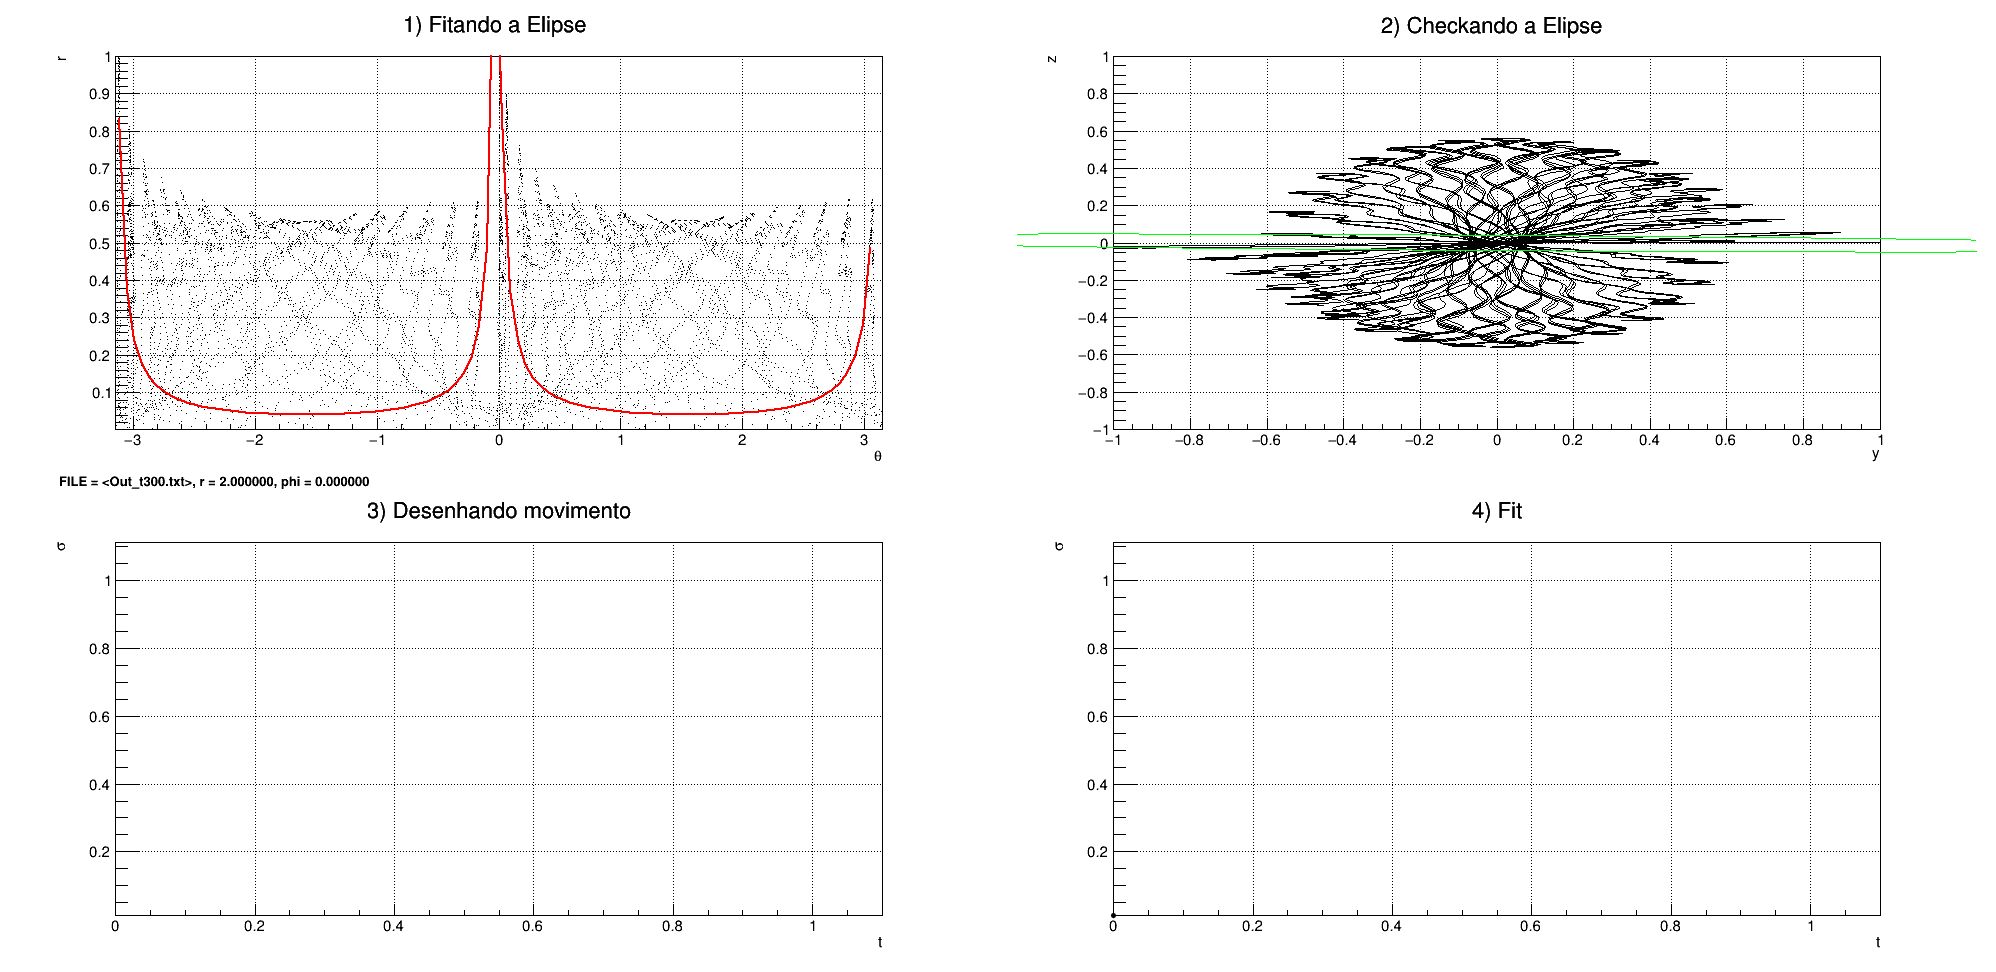 1) Fitando a Elipse
r
1
0.9
0.8
0.7
0.6
0.5
0.4
0.3
0.2
0.1
−3 −2 −1 0 1 2 3
θ
2) Checkando a Elipse
z
1
0.8
0.6
0.4
0.2
0
−0.2
−0.4
−0.6
−0.8
−1
−1 −0.8 −0.6 −0.4 −0.2 0 0.2 0.4 0.6 0.8 1
y
FILE = <Out_t300.txt>, r = 2.000000, phi = 0.000000
3) Desenhando movimento
σ
1
0.8
0.6
0.4
0.2
0 0.2 0.4 0.6 0.8 1
t
4) Fit
σ
1
0.8
0.6
0.4
0.2
0 0.2 0.4 0.6 0.8 1
t